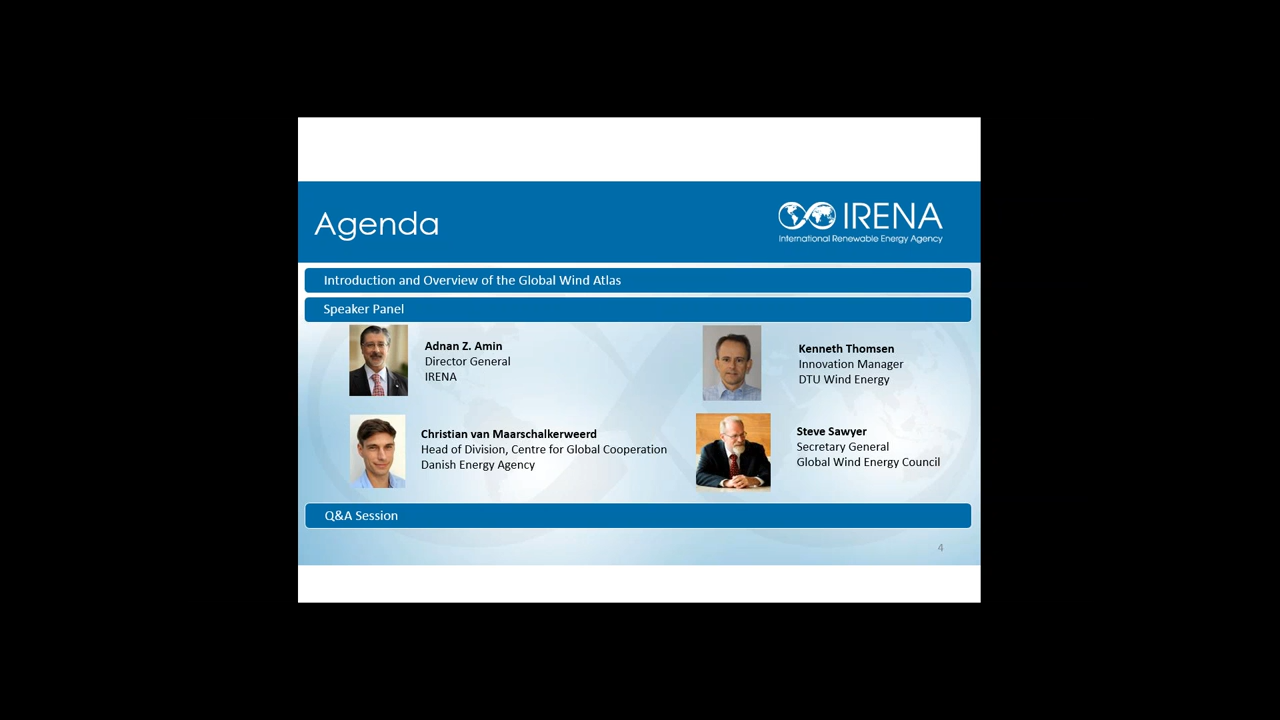 Agenda
IRENA
International Renewable Energy Agency
Introduction and Overview of the Global Wind Atlas
Speaker Panel
Adnan Z. Amin
Director General
IRENA
Kenneth Thomsen
Innovation Manager
DTU Wind Energy
Christian van Maarschalkerweerd
Head of Division, Centre for Global Cooperation
Danish Energy Agency
Steve Sawyer
Secretary General
Global Wind Energy Council
Q&A Session
4